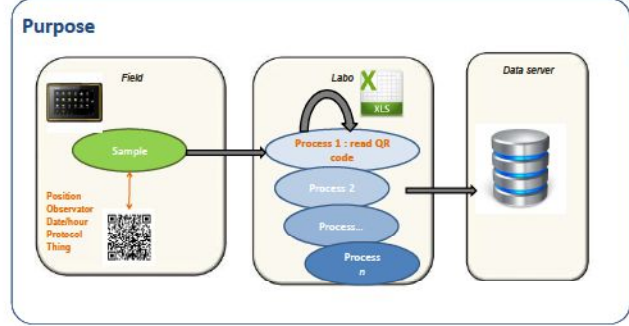 Purpose
Field
Sample
Position
Observator
Date/hour
Protocol
Thing
Labo
X
XLS
Process 1 : read QR
code
Process 2
Process...
Process
n
Data server